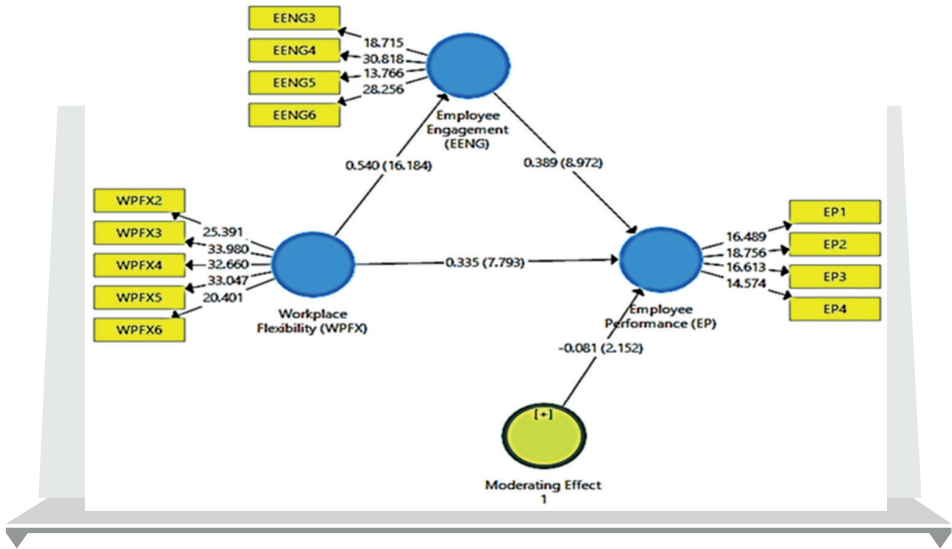 EENG3
EENG4
EENG5
EENG6
18.715
30.818
13.766
28.256
Employee
Engagement
(EENG)
0.540 (16.184)
0.389 (8.972)
WPFX2
WPFX3
WPFX4
WPFX5
WPFX6
25.391
33.980
32.660
33.047
20.401
Workplace
Flexibility (WPFX)
0.335 (7.793)
EP1
EP2
EP3
EP4
16.489
18.756
16.613
14.574
Employee
Performance (EP)
-0.081 (2.152)
[+]
Moderating Effect
1